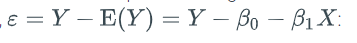 , ε = Y − E(Y) = Y − β₀ − β₁X: